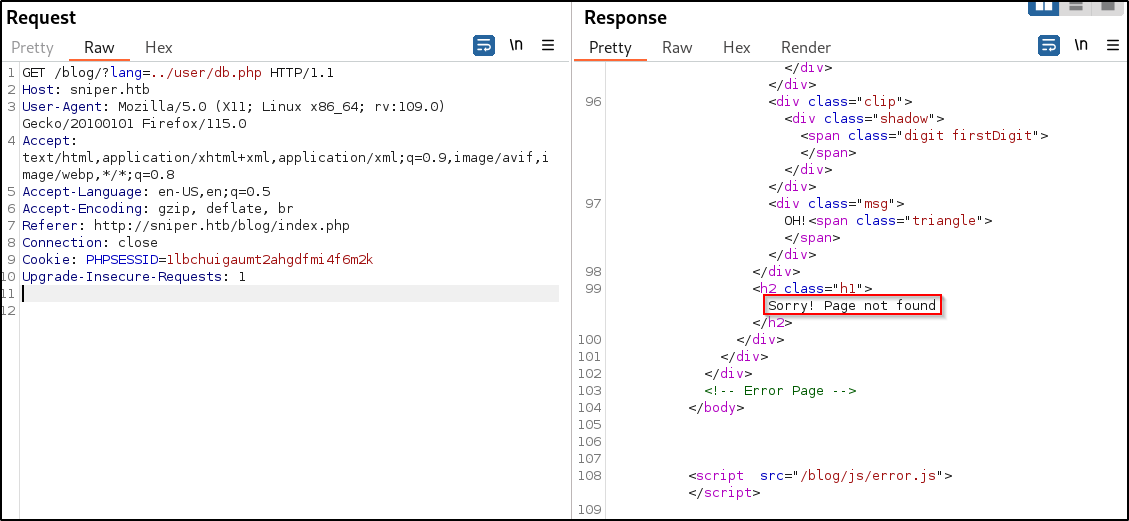 Request
Pretty Raw Hex \n
1 GET /blog/?lang=../user/db.php HTTP/1.1
2 Host: sniper.htb
3 User-Agent: Mozilla/5.0 (X11; Linux x86_64; rv:109.0)
Gecko/20100101 Firefox/115.0
4 Accept:
text/html,application/xhtml+xml,application/xml;q=0.9,image/avif,i
mage/webp,*/*;q=0.8
5 Accept-Language: en-US,en;q=0.5
6 Accept-Encoding: gzip, deflate, br
7 Referer: http://sniper.htb/blog/index.php
8 Connection: close
9 Cookie: PHPSESSID=1lbchuigaumt2ahgdfmi4f6m2k
10 Upgrade-Insecure-Requests: 1
11
12
Response
Pretty Raw Hex Render \n
</div>
</div>
96 <div class="clip">
<div class="shadow">
<span class="digit firstDigit">
</span>
</div>
</div>
97 <div class="msg">
OH!<span class="triangle">
</span>
</div>
98 </div>
99 <h2 class="h1">
Sorry! Page not found
</h2>
100 </div>
101 </div>
102 </div>
103 <!-- Error Page -->
104 </body>
105
106
107
108 <script src="/blog/js/error.js">
</script>
109